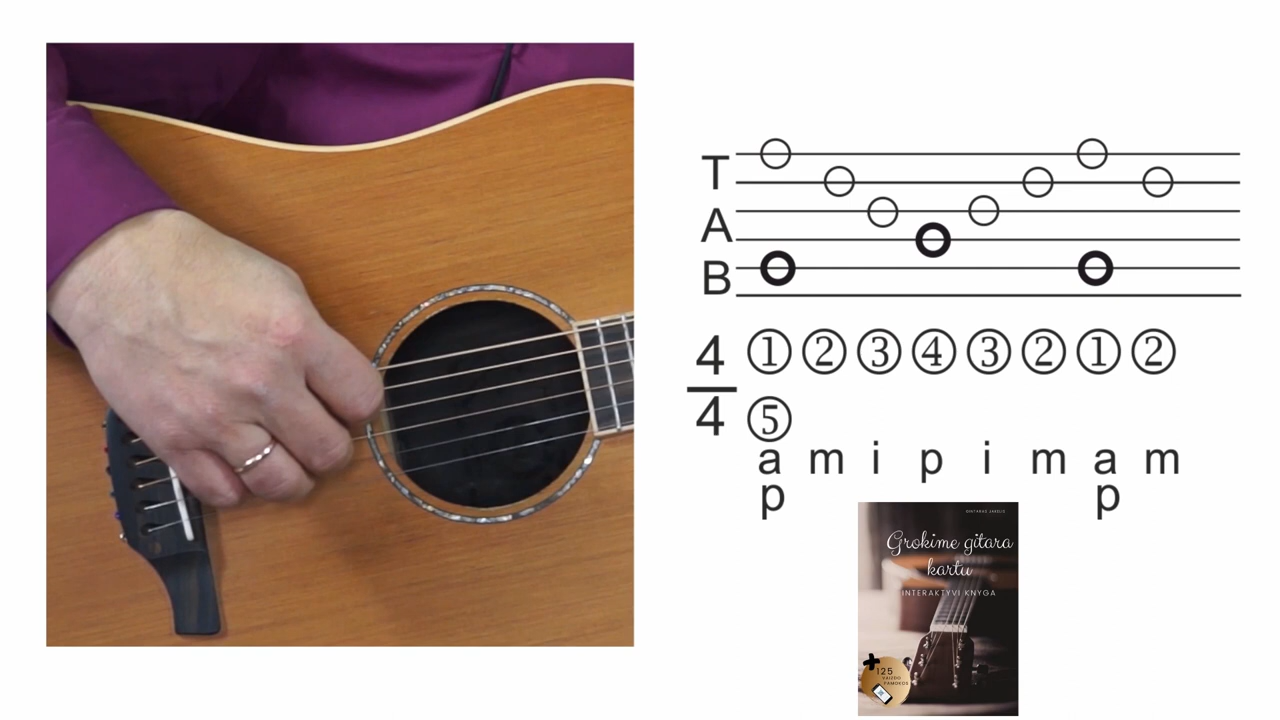 T
A
B
4 ① ② ③ ④ ③ ② ① ②
4 ⑤
a m i p i m a m
p p
GINTARAS JAKELIS
Grokime gitara
kartu
INTERAKTYVI KNYGA
+
125
VAIZDO
PAMOKOS